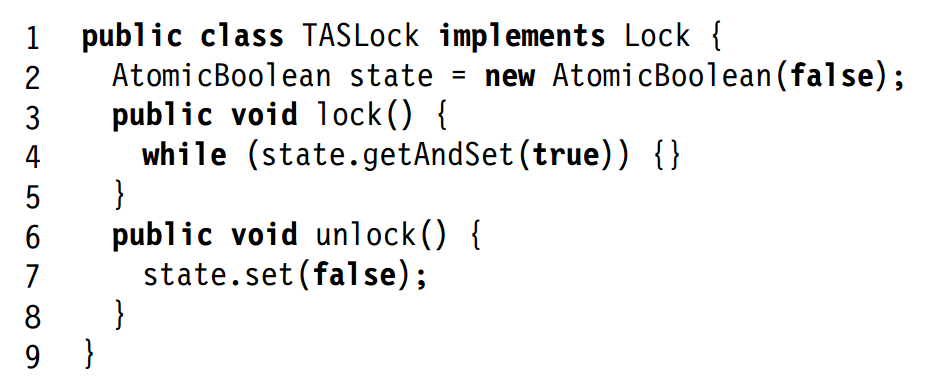 1 public class TASLock implements Lock {
2 AtomicBoolean state = new AtomicBoolean(false);
3 public void lock() {
4 while (state.getAndSet(true)) {}
5 }
6 public void unlock() {
7 state.set(false);
8 }
9 }